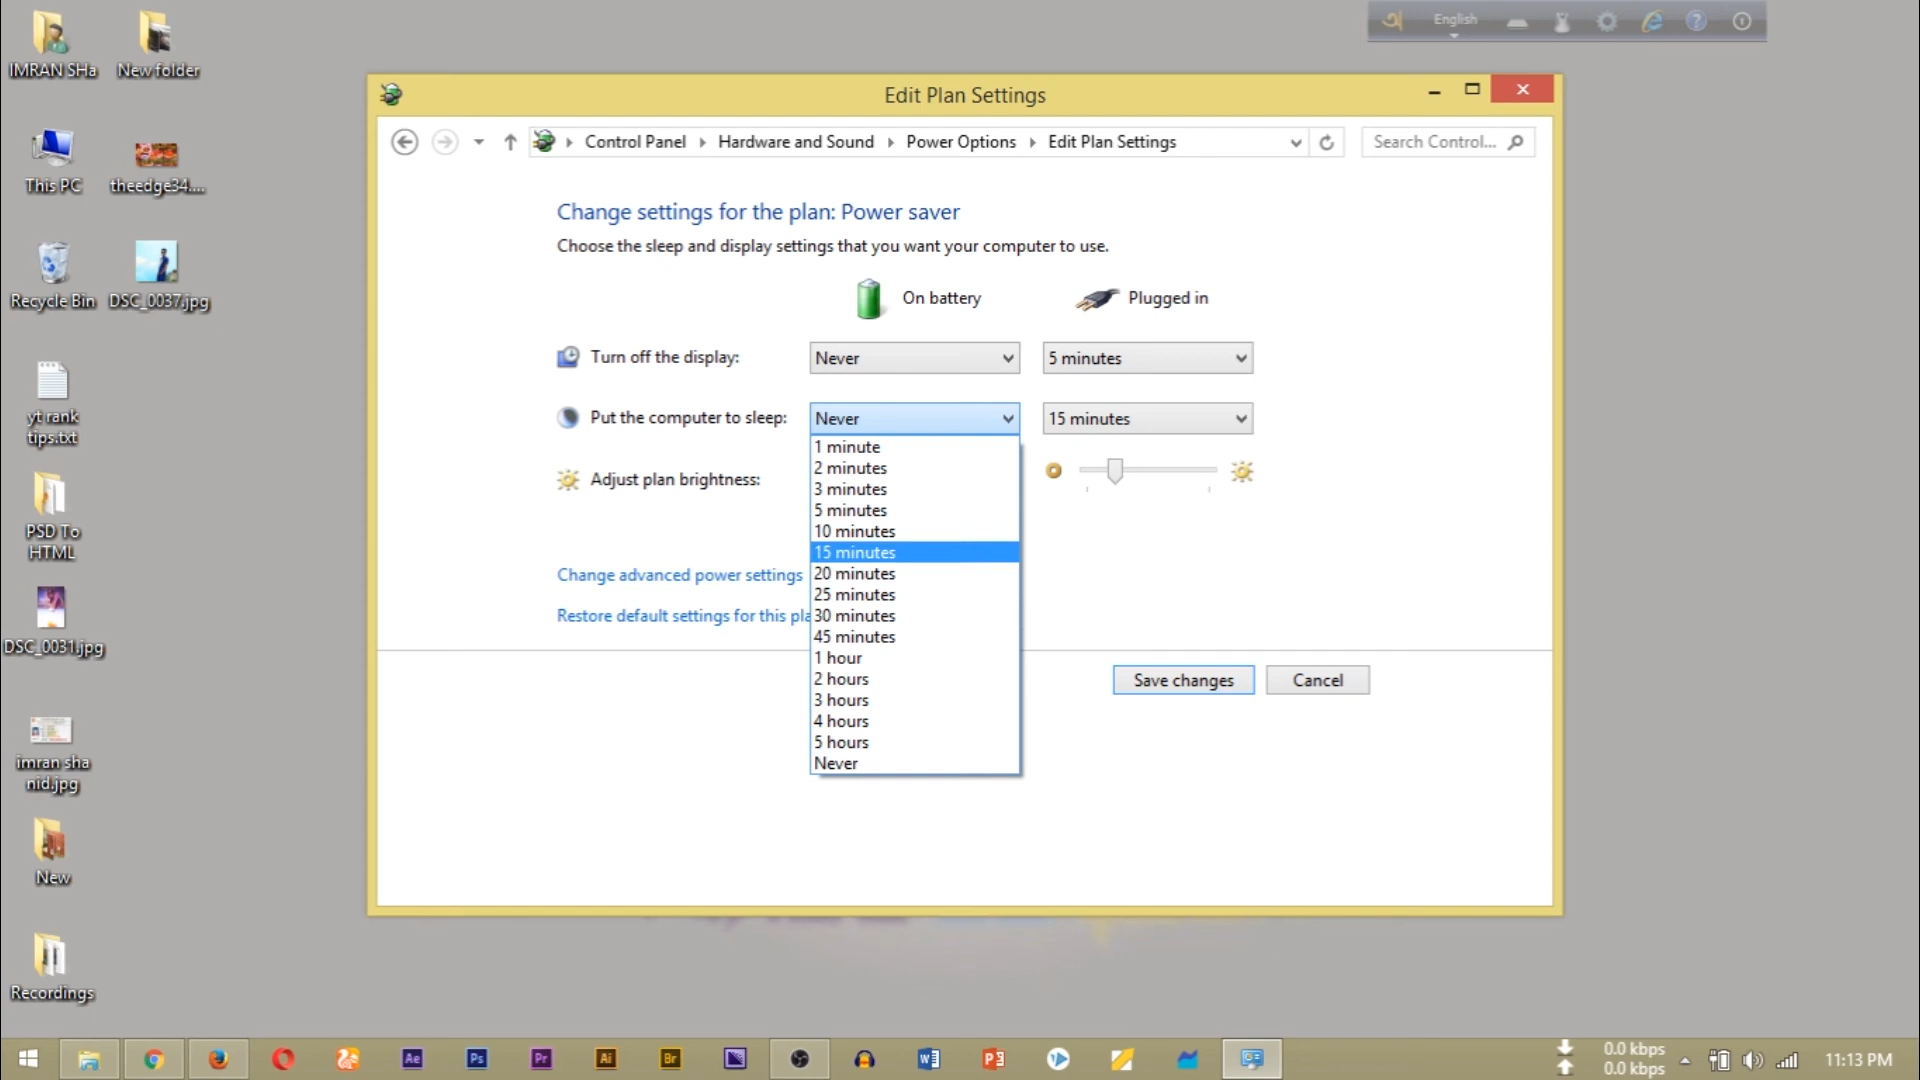 IMRAN SHa
New folder
This PC
theedge34....
Recycle Bin
DSC_0037.jpg
yt rank
tips.txt
PSD To
HTML
DSC_0031.jpg
imran sha
nid.jpg
New
Recordings
English
Edit Plan Settings
Control Panel
Hardware and Sound
Power Options
Edit Plan Settings
Search Control...
Change settings for the plan: Power saver
Choose the sleep and display settings that you want your computer to use.
On battery
Plugged in
Turn off the display:
Never
5 minutes
Put the computer to sleep:
Never
15 minutes
1 minute
2 minutes
3 minutes
5 minutes
10 minutes
15 minutes
20 minutes
25 minutes
30 minutes
45 minutes
1 hour
2 hours
3 hours
4 hours
5 hours
Never
Adjust plan brightness:
Change advanced power settings
Restore default settings for this pla
Save changes
Cancel
Ae
Ps
Pr
Ai
Br
0.0 kbps
0.0 kbps
11:13 PM